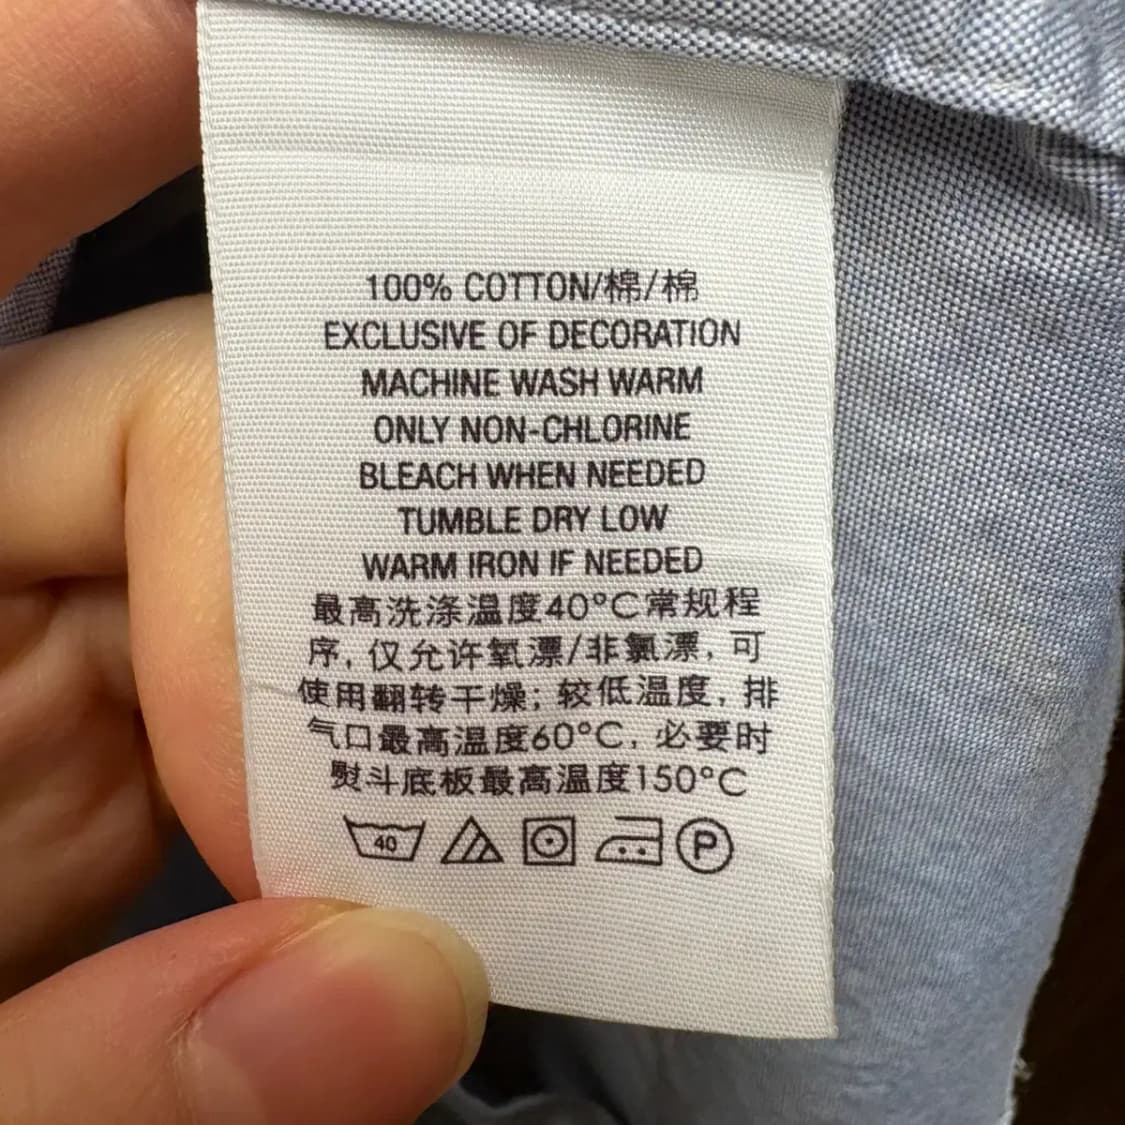 100% COTTON/棉/棉
EXCLUSIVE OF DECORATION
MACHINE WASH WARM
ONLY NON-CHLORINE
BLEACH WHEN NEEDED
TUMBLE DRY LOW
WARM IRON IF NEEDED
最高洗涤温度40°C常规程
序, 仅允许氧漂/非氯漂, 可
使用翻转干燥; 较低温度, 排
气口最高温度60°C, 必要时
熨斗底板最高温度150°C
40 P